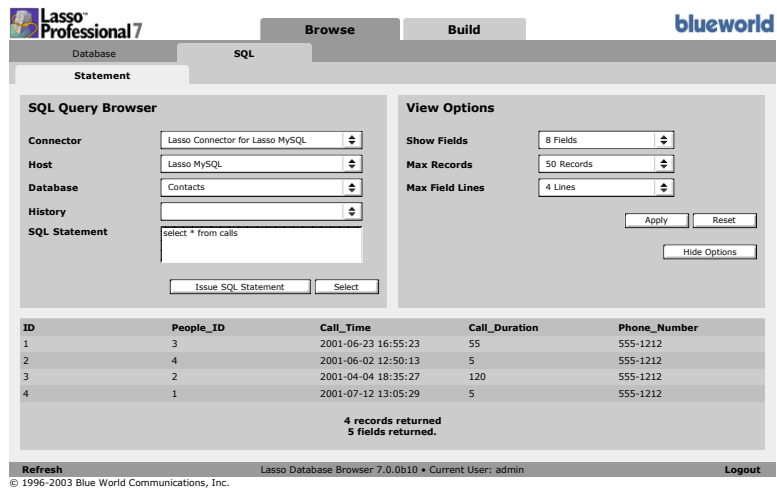 Lasso™
Professional 7
Browse
Build
blueworld
Database
SQL
Statement
SQL Query Browser
Connector
Lasso Connector for Lasso MySQL
Host
Lasso MySQL
Database
Contacts
History
SQL Statement
select * from calls
Issue SQL Statement
Select
View Options
Show Fields
8 Fields
Max Records
50 Records
Max Field Lines
4 Lines
Apply
Reset
Hide Options
ID People_ID Call_Time Call_Duration Phone_Number
1 3 2001-06-23 16:55:23 55 555-1212
2 4 2001-06-02 12:50:13 5 555-1212
3 2 2001-04-04 18:35:27 120 555-1212
4 1 2001-07-12 13:05:29 5 555-1212
4 records returned
5 fields returned.
Refresh Lasso Database Browser 7.0.0b10 • Current User: admin Logout
© 1996-2003 Blue World Communications, Inc.